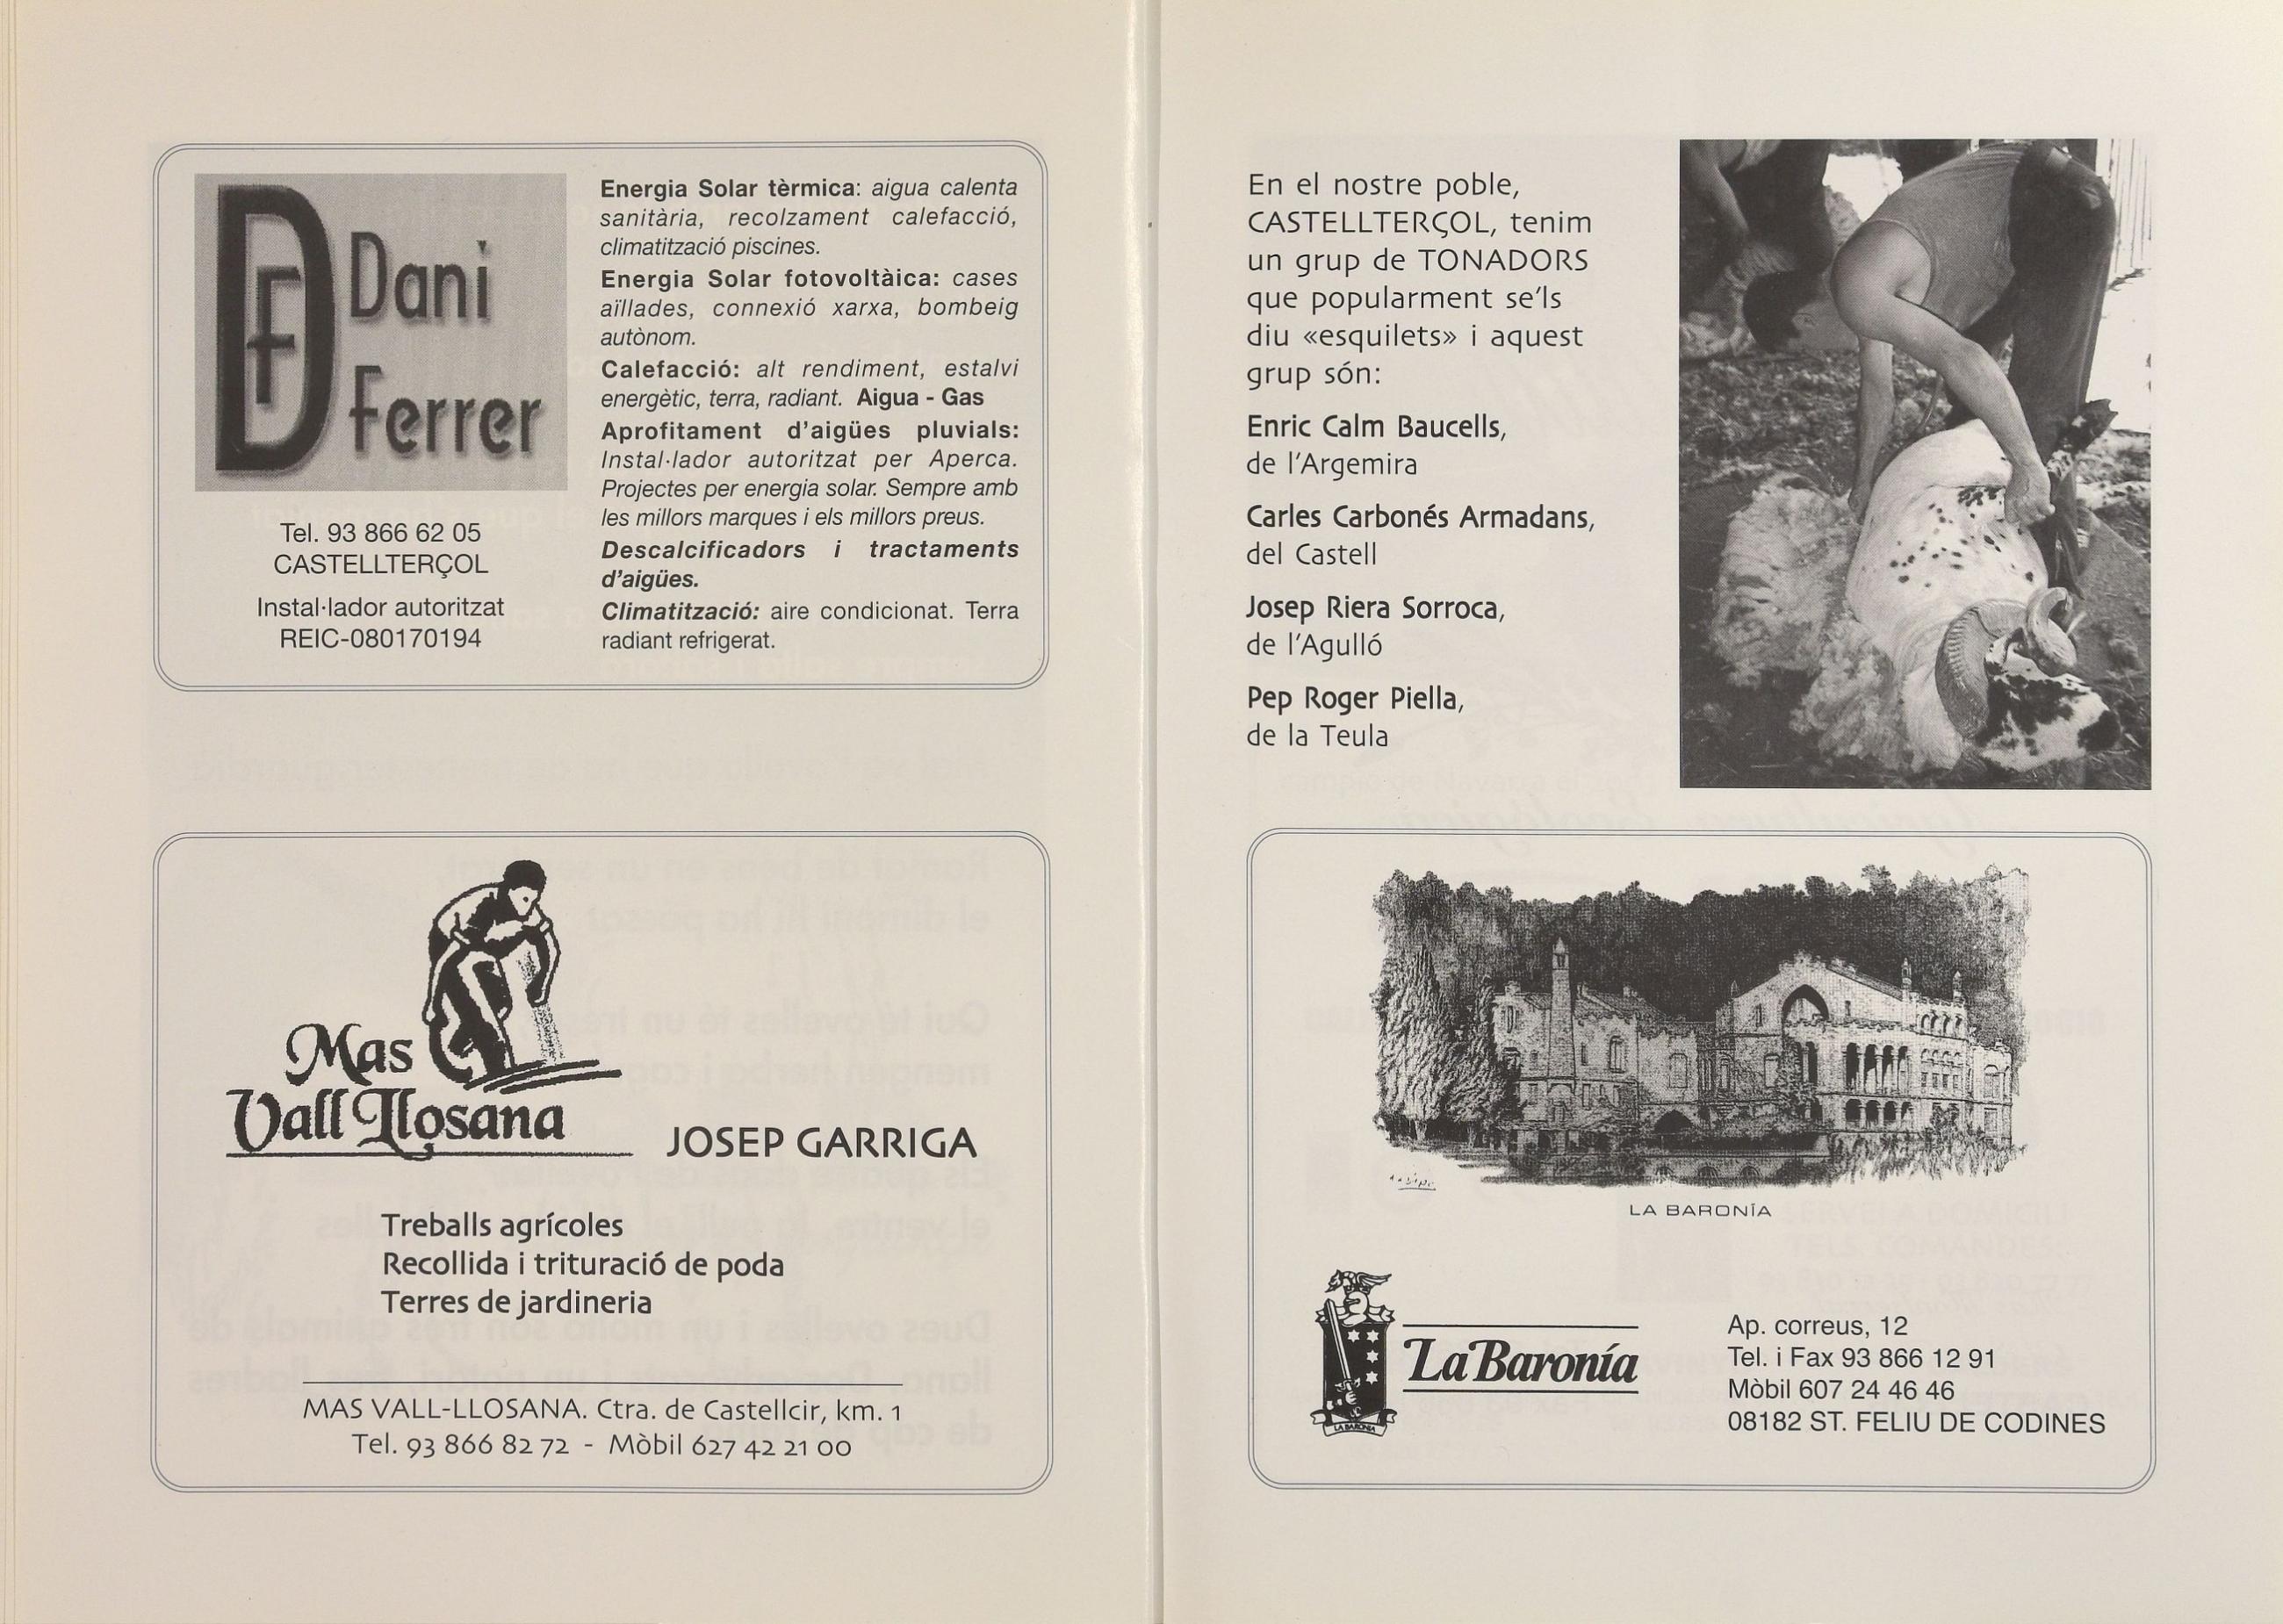 DF Dani
Ferrer
Tel. 93 866 62 05
CASTELLTERÇOL
Instal·lador autoritzat
REIC-080170194
Energia Solar tèrmica: aigua calenta
sanitària, recolzament calefacció,
climatització piscines.
Energia Solar fotovoltàica: cases
aïllades, connexió xarxa, bombeig
autònom.
Calefacció: alt rendiment, estalvi
energètic, terra, radiant. Aigua - Gas
Aprofitament d'aigües pluvials:
Instal·lador autoritzat per Aperca.
Projectes per energia solar. Sempre amb
les millors marques i els millors preus.
Descalcificadors i tractaments
d'aigües.
Climatització: aire condicionat. Terra
radiant refrigerat.
Mas
Vall Llosana
JOSEP GARRIGA
Treballs agrícoles
Recollida i trituració de poda
Terres de jardineria
MAS VALL-LLOSANA. Ctra. de Castellcir, km. 1
Tel. 93 866 82 72 - Mòbil 627 42 21 00
En el nostre poble,
CASTELLTERÇOL, tenim
un grup de TONADORS
que popularment se'ls
diu «esquilets» i aquest
grup són:
Enric Calm Baucells,
de l'Argemira
Carles Carbonés Armadans,
del Castell
Josep Riera Sorroca,
de l'Agulló
Pep Roger Piella,
de la Teula
LA BARONÍA
LA BARONIA
La Baronía
Ap. correus, 12
Tel. i Fax 93 866 12 91
Mòbil 607 24 46 46
08182 ST. FELIU DE CODINES